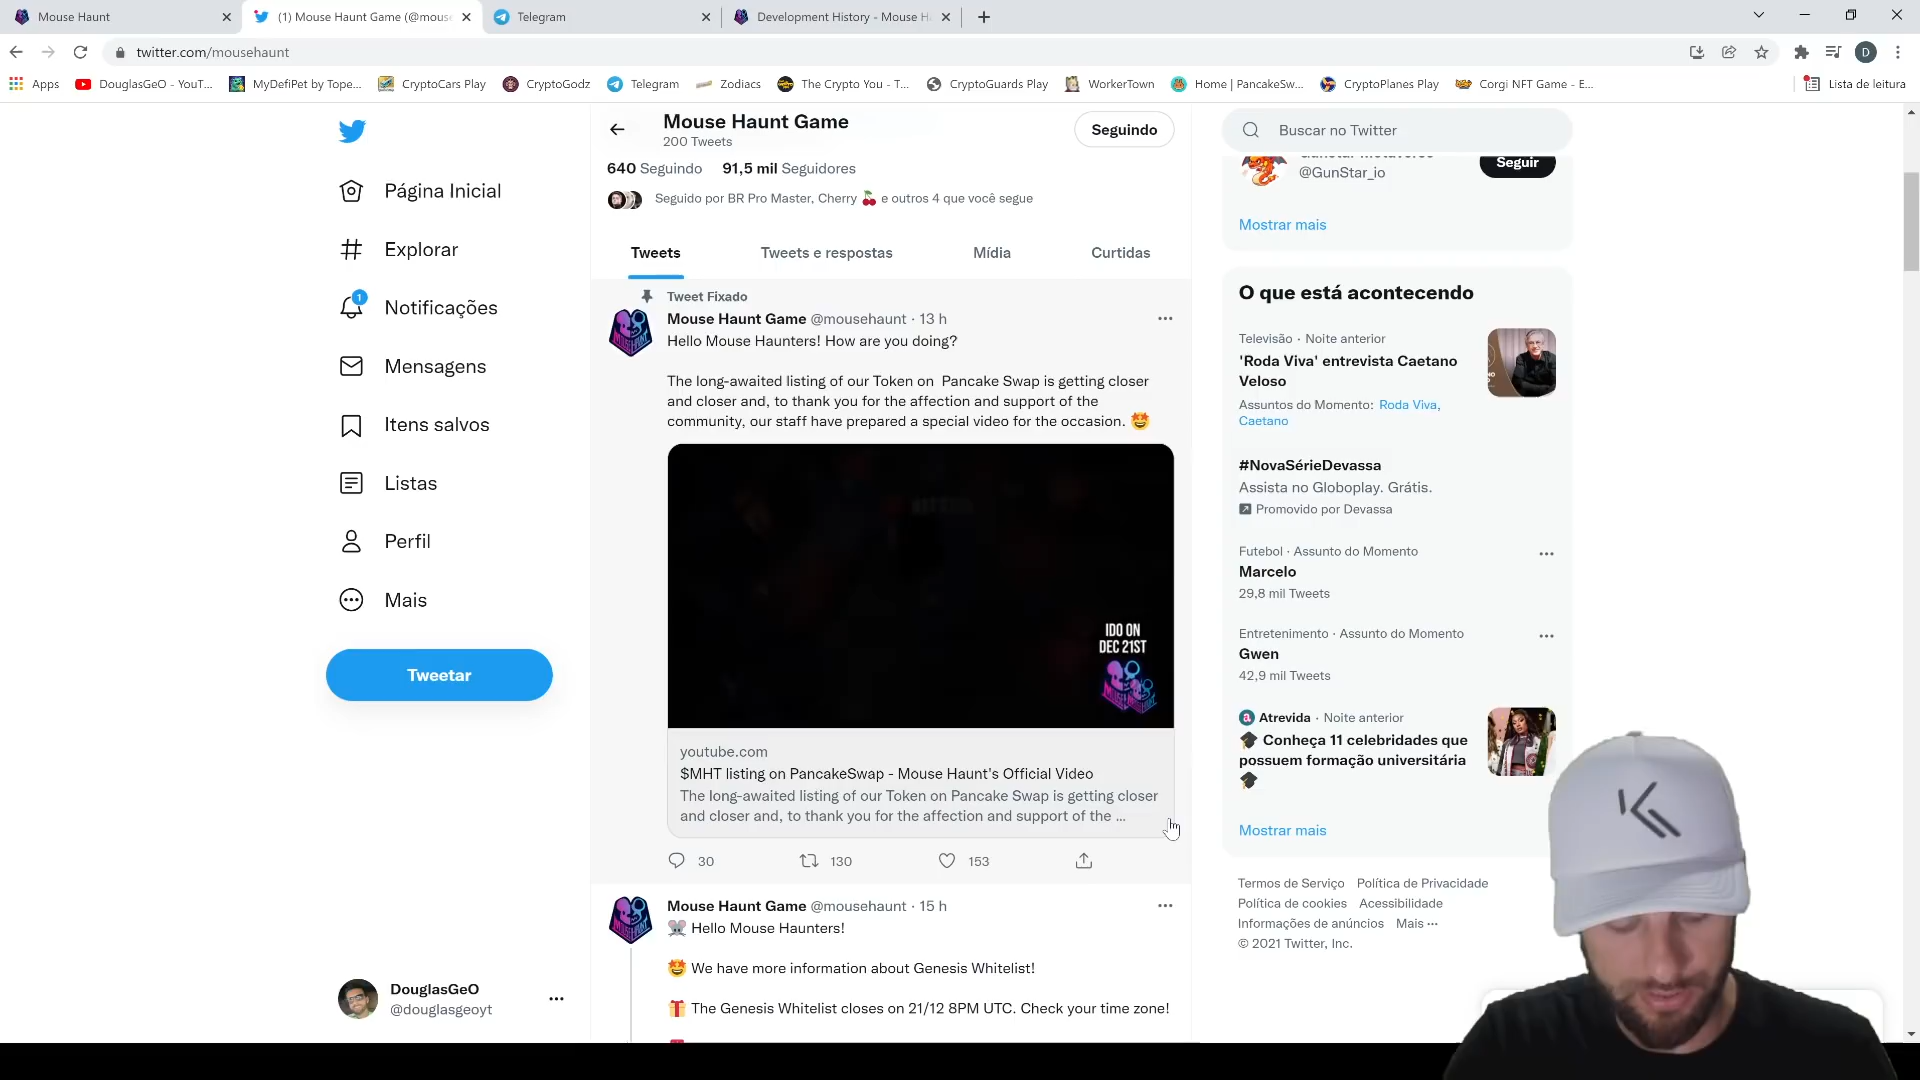 Mouse Haunt
(1) Mouse Haunt Game (@mouse
Telegram
Development History - Mouse H
twitter.com/mousehaunt
D
Apps
DouglasGeO - YouT...
MyDefiPet by Tope...
CryptoCars Play
CryptoGodz
Telegram
Zodiacs
The Crypto You - T...
CryptoGuards Play
WorkerTown
Home | PancakeSw...
CryptoPlanes Play
Corgi NFT Game - E...
Lista de leitura
Página Inicial
Explorar
1
Notificações
Mensagens
Itens salvos
Listas
Perfil
Mais
Tweetar
DouglasGeO
@douglasgeoyt
Mouse Haunt Game
200 Tweets
Seguindo
640 Seguindo 91,5 mil Seguidores
Seguido por BR Pro Master, Cherry 🍒 e outros 4 que você segue
Tweets
Tweets e respostas
Mídia
Curtidas
Tweet Fixado
Mouse Haunt Game @mousehaunt · 13 h
Hello Mouse Haunters! How are you doing?
The long-awaited listing of our Token on Pancake Swap is getting closer
and closer and, to thank you for the affection and support of the
community, our staff have prepared a special video for the occasion. 🤩
IDO ON
DEC 21ST
youtube.com
$MHT listing on PancakeSwap - Mouse Haunt's Official Video
The long-awaited listing of our Token on Pancake Swap is getting closer
and closer and, to thank you for the affection and support of the ...
30
130
153
Mouse Haunt Game @mousehaunt · 15 h
🐭 Hello Mouse Haunters!
🤩 We have more information about Genesis Whitelist!
🎁 The Genesis Whitelist closes on 21/12 8PM UTC. Check your time zone!
Buscar no Twitter
@GunStar_io
Seguir
Mostrar mais
O que está acontecendo
Televisão · Noite anterior
'Roda Viva' entrevista Caetano
Veloso
Assuntos do Momento: Roda Viva,
Caetano
#NovaSérieDevassa
Assista no Globoplay. Grátis.
Promovido por Devassa
Futebol · Assunto do Momento
Marcelo
29,8 mil Tweets
Entretenimento · Assunto do Momento
Gwen
42,9 mil Tweets
Atrevida · Noite anterior
🎓 Conheça 11 celebridades que
possuem formação universitária
🎓
Mostrar mais
Termos de Serviço Política de Privacidade
Política de cookies Acessibilidade
Informações de anúncios Mais ···
© 2021 Twitter, Inc.